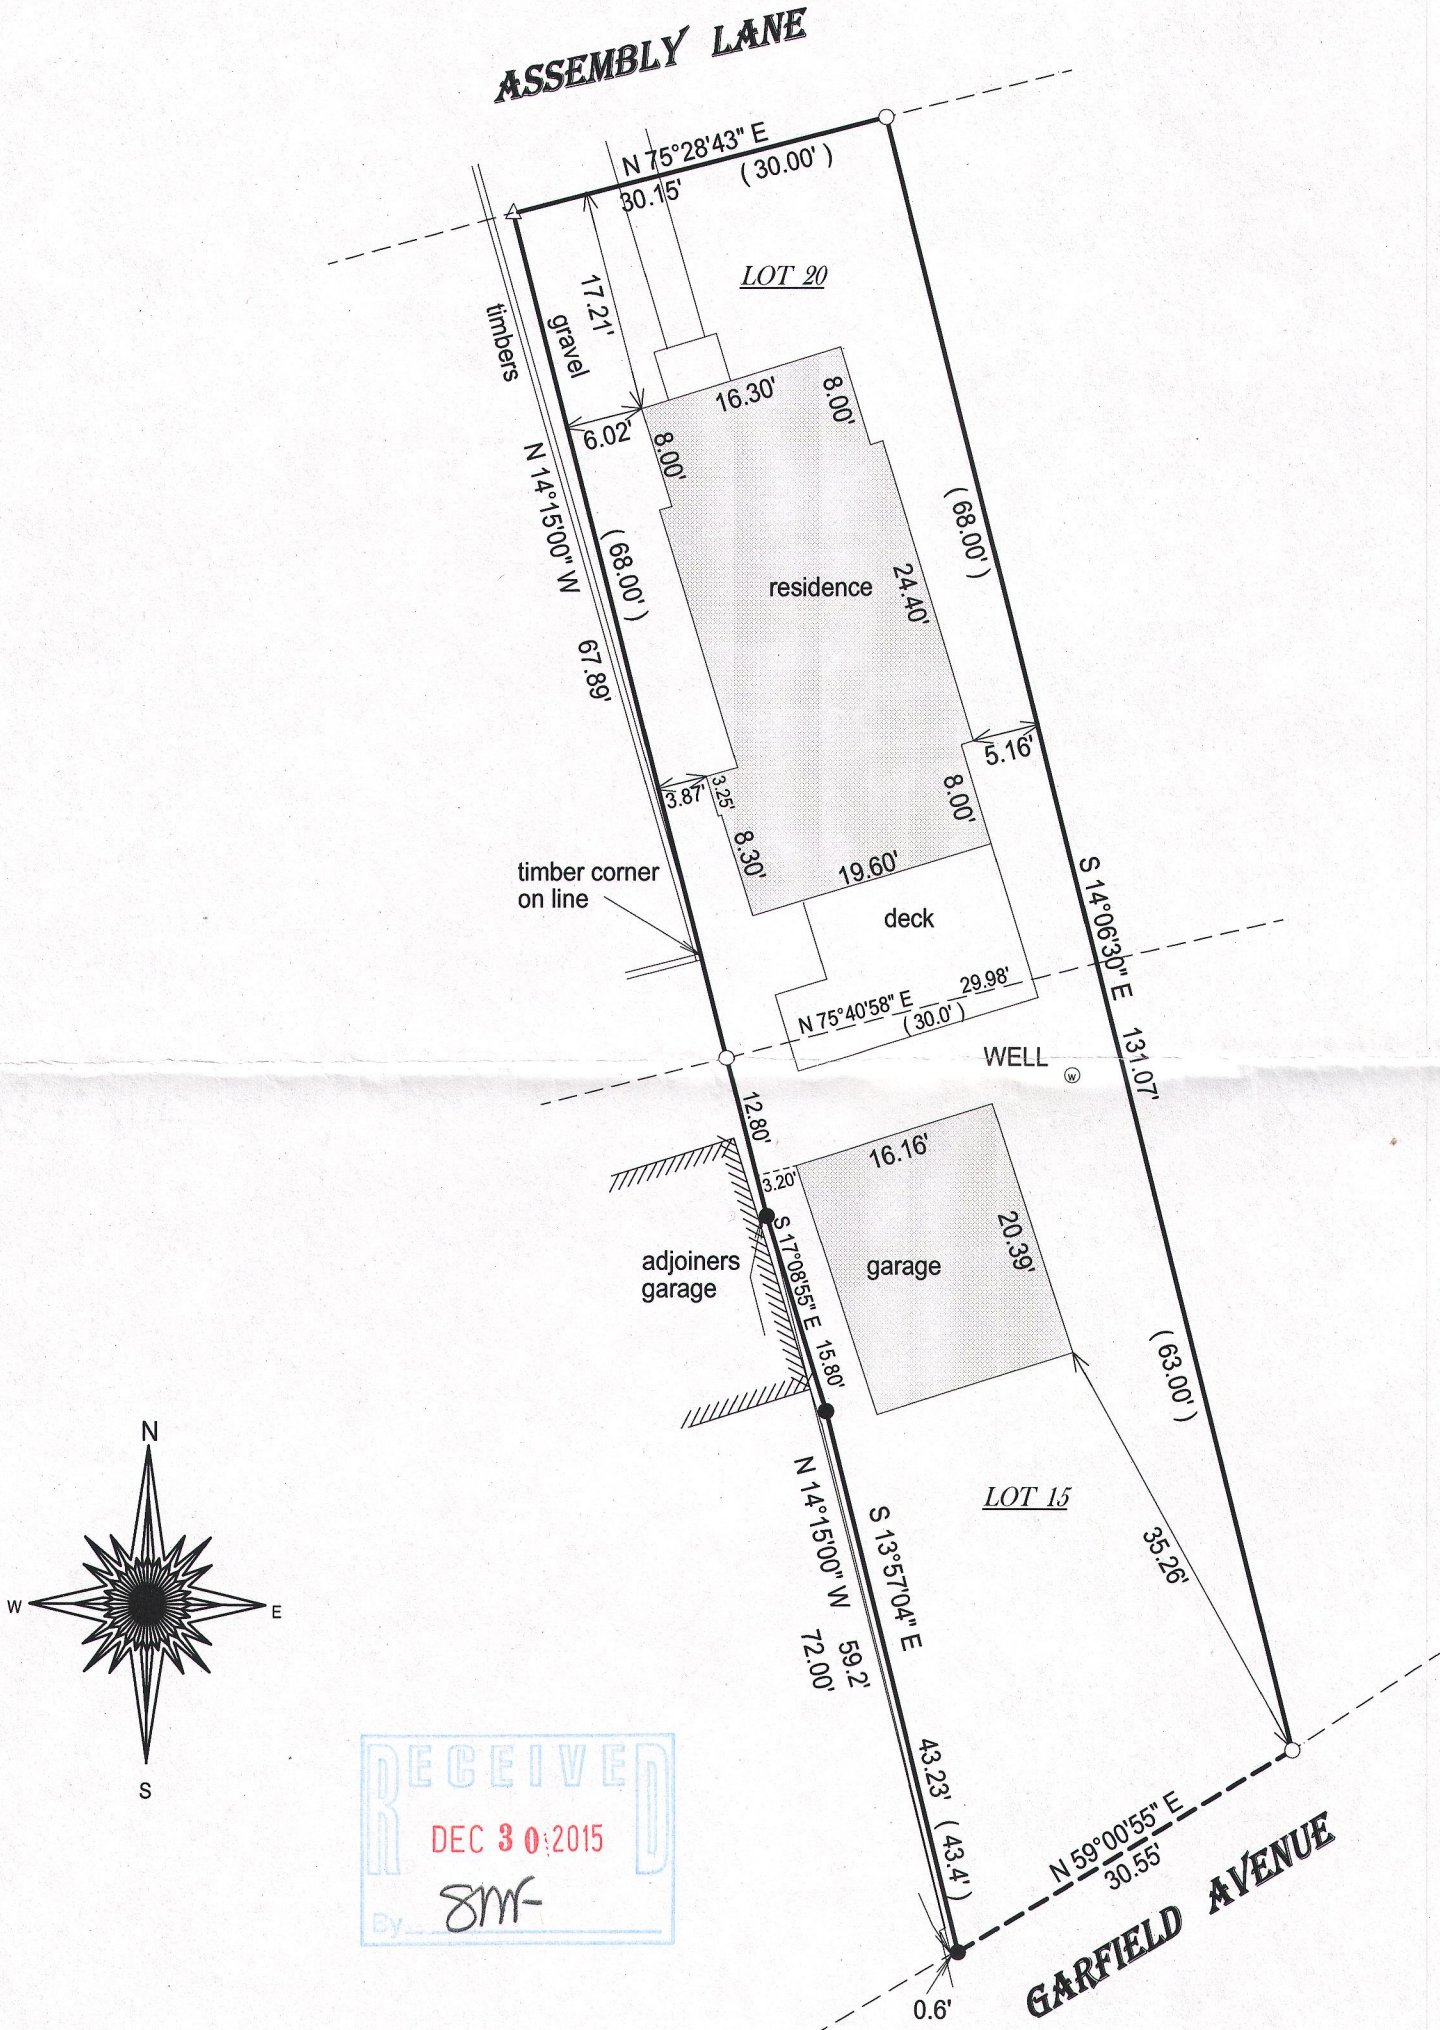 ASSEMBLY LANE
N 75°28'43" E
( 30.00' )
30.15'
LOT 20
17.21'
gravel
timbers
16.30'
8.00'
6.02'
8.00'
N 14°15'00" W 67.89'
( 68.00' )
( 68.00' )
residence
24.40'
5.16'
3.87'
3.25'
8.00'
8.30'
19.60'
timber corner
on line
deck
S 14°06'30" E 131.07'
N 75°40'58" E 29.98'
( 30.0' )
WELL
W
12.80'
16.16'
3.20'
S 17°08'55" E 15.80'
20.39'
adjoiners
garage
garage
( 63.00' )
N
W
E
S
LOT 15
N 14°15'00" W 59.2'
72.00'
S 13°57'04" E 43.23' ( 43.4' )
35.26'
RECEIVED
DEC 30 2015
By SMF
N 59°00'55" E
30.55'
GARFIELD AVENUE
0.6'